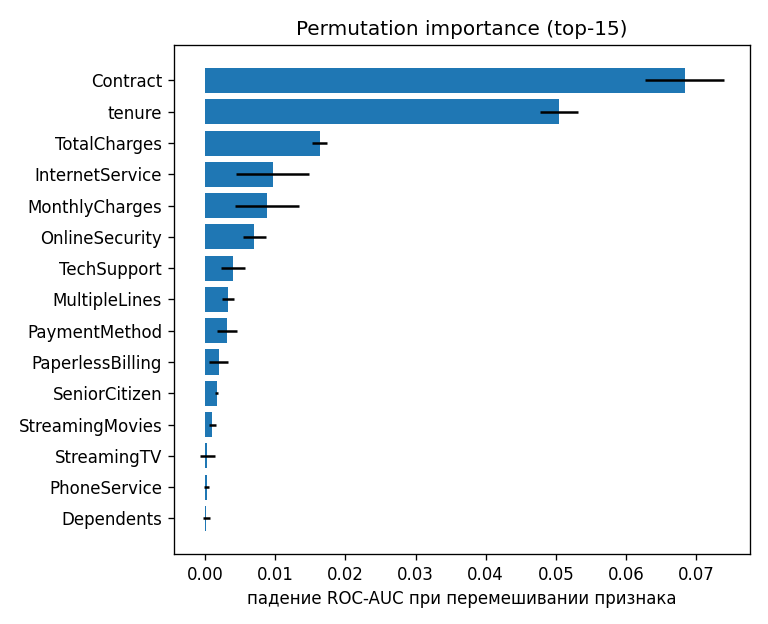 Permutation importance (top-15)
Contract
tenure
TotalCharges
InternetService
MonthlyCharges
OnlineSecurity
TechSupport
MultipleLines
PaymentMethod
PaperlessBilling
SeniorCitizen
StreamingMovies
StreamingTV
PhoneService
Dependents
0.00 0.01 0.02 0.03 0.04 0.05 0.06 0.07
падение ROC-AUC при перемешивании признака